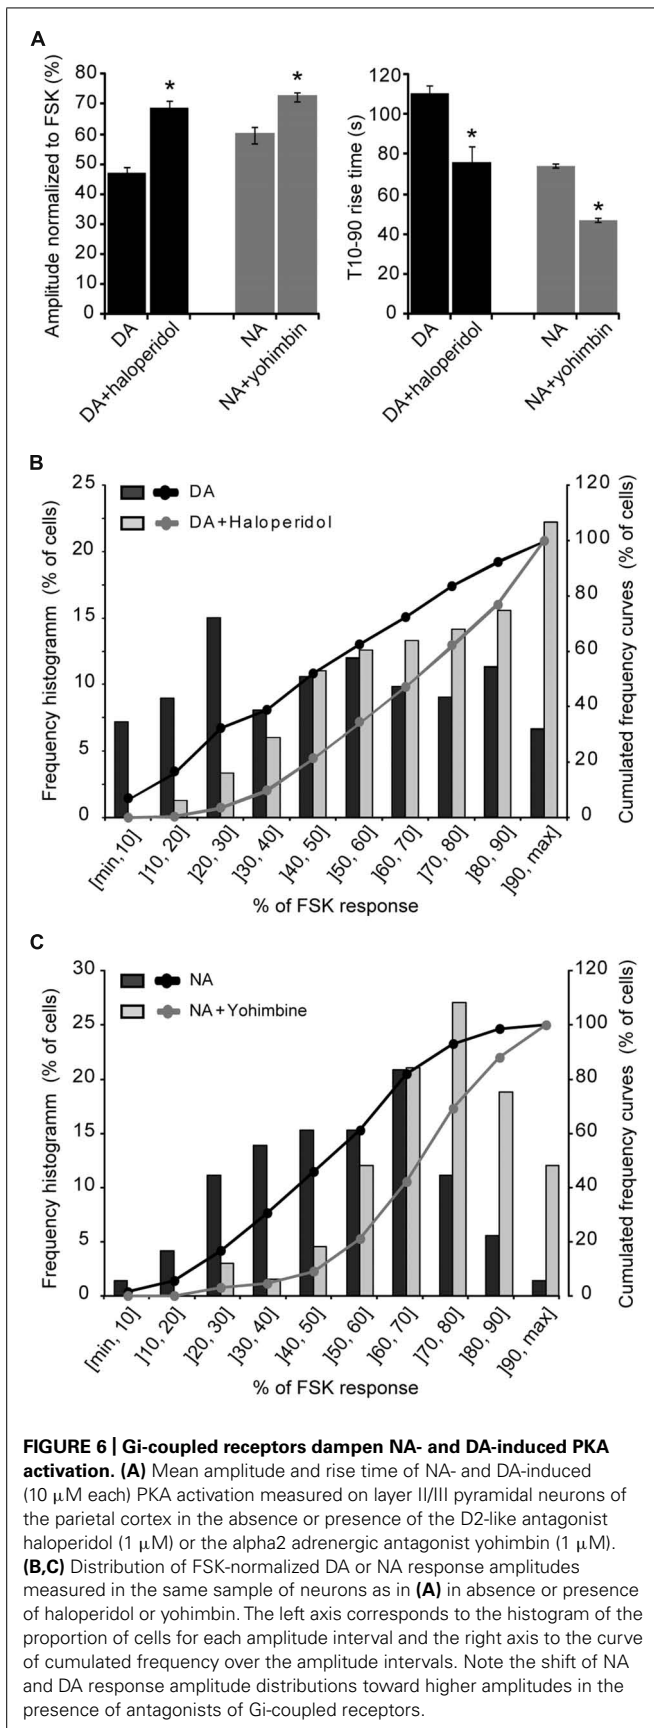 A
Amplitude normalized to FSK (%)
80
70
60
50
40
30
20
10
0
*
*
DA
DA+haloperidol
NA
NA+yohimbin
T10-90 rise time (s)
120
100
80
60
40
20
0
*
*
DA
DA+haloperidol
NA
NA+yohimbin
B
Frequency histogramm (% of cells)
25
20
15
10
5
0
DA
DA+Haloperidol
120
100
80
60
40
20
0
Cumulated frequency curves (% of cells)
[min, 10]
]10, 20]
]20, 30]
]30, 40]
]40, 50]
]50, 60]
]60, 70]
]70, 80]
]80, 90]
]90, max]
% of FSK response
C
Frequency histogramm (% of cells)
30
25
20
15
10
5
0
NA
NA+Yohimbine
120
100
80
60
40
20
0
Cumulated frequency curves (% of cells)
[min, 10]
]10, 20]
]20, 30]
]30, 40]
]40, 50]
]50, 60]
]60, 70]
]70, 80]
]80, 90]
]90, max]
% of FSK response
FIGURE 6 | Gi-coupled receptors dampen NA- and DA-induced PKA
activation. (A) Mean amplitude and rise time of NA- and DA-induced
(10 μM each) PKA activation measured on layer II/III pyramidal neurons of
the parietal cortex in the absence or presence of the D2-like antagonist
haloperidol (1 μM) or the alpha2 adrenergic antagonist yohimbin (1 μM).
(B,C) Distribution of FSK-normalized DA or NA response amplitudes
measured in the same sample of neurons as in (A) in absence or presence
of haloperidol or yohimbin. The left axis corresponds to the histogram of the
proportion of cells for each amplitude interval and the right axis to the curve
of cumulated frequency over the amplitude intervals. Note the shift of NA
and DA response amplitude distributions toward higher amplitudes in the
presence of antagonists of Gi-coupled receptors.